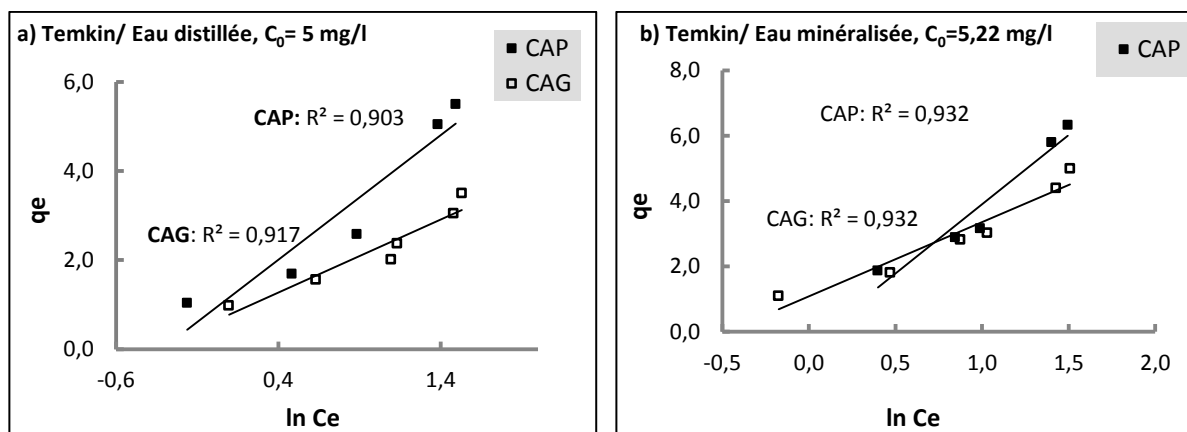 a) Temkin/ Eau distillée, C₀= 5 mg/l
CAP
CAG
6,0
4,0
2,0
0,0
qe
CAP: R² = 0,903
CAG: R² = 0,917
-0,6
0,4
1,4
ln Ce
b) Temkin/ Eau minéralisée, C₀=5,22 mg/l
CAP
8,0
6,0
4,0
2,0
0,0
qe
CAP: R² = 0,932
CAG: R² = 0,932
-0,5
0,0
0,5
1,0
1,5
2,0
ln Ce